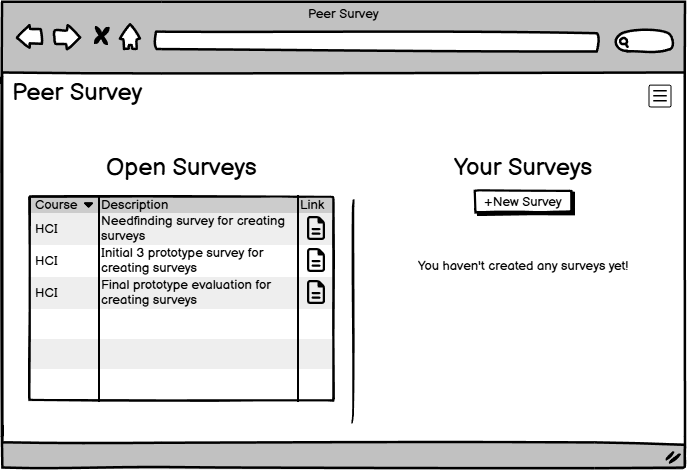 Peer Survey
Peer Survey
Open Surveys
Course Description Link
HCI Needfinding survey for creating
surveys
HCI Initial 3 prototype survey for
creating surveys
HCI Final prototype evaluation for
creating surveys
Your Surveys
+New Survey
You haven't created any surveys yet!